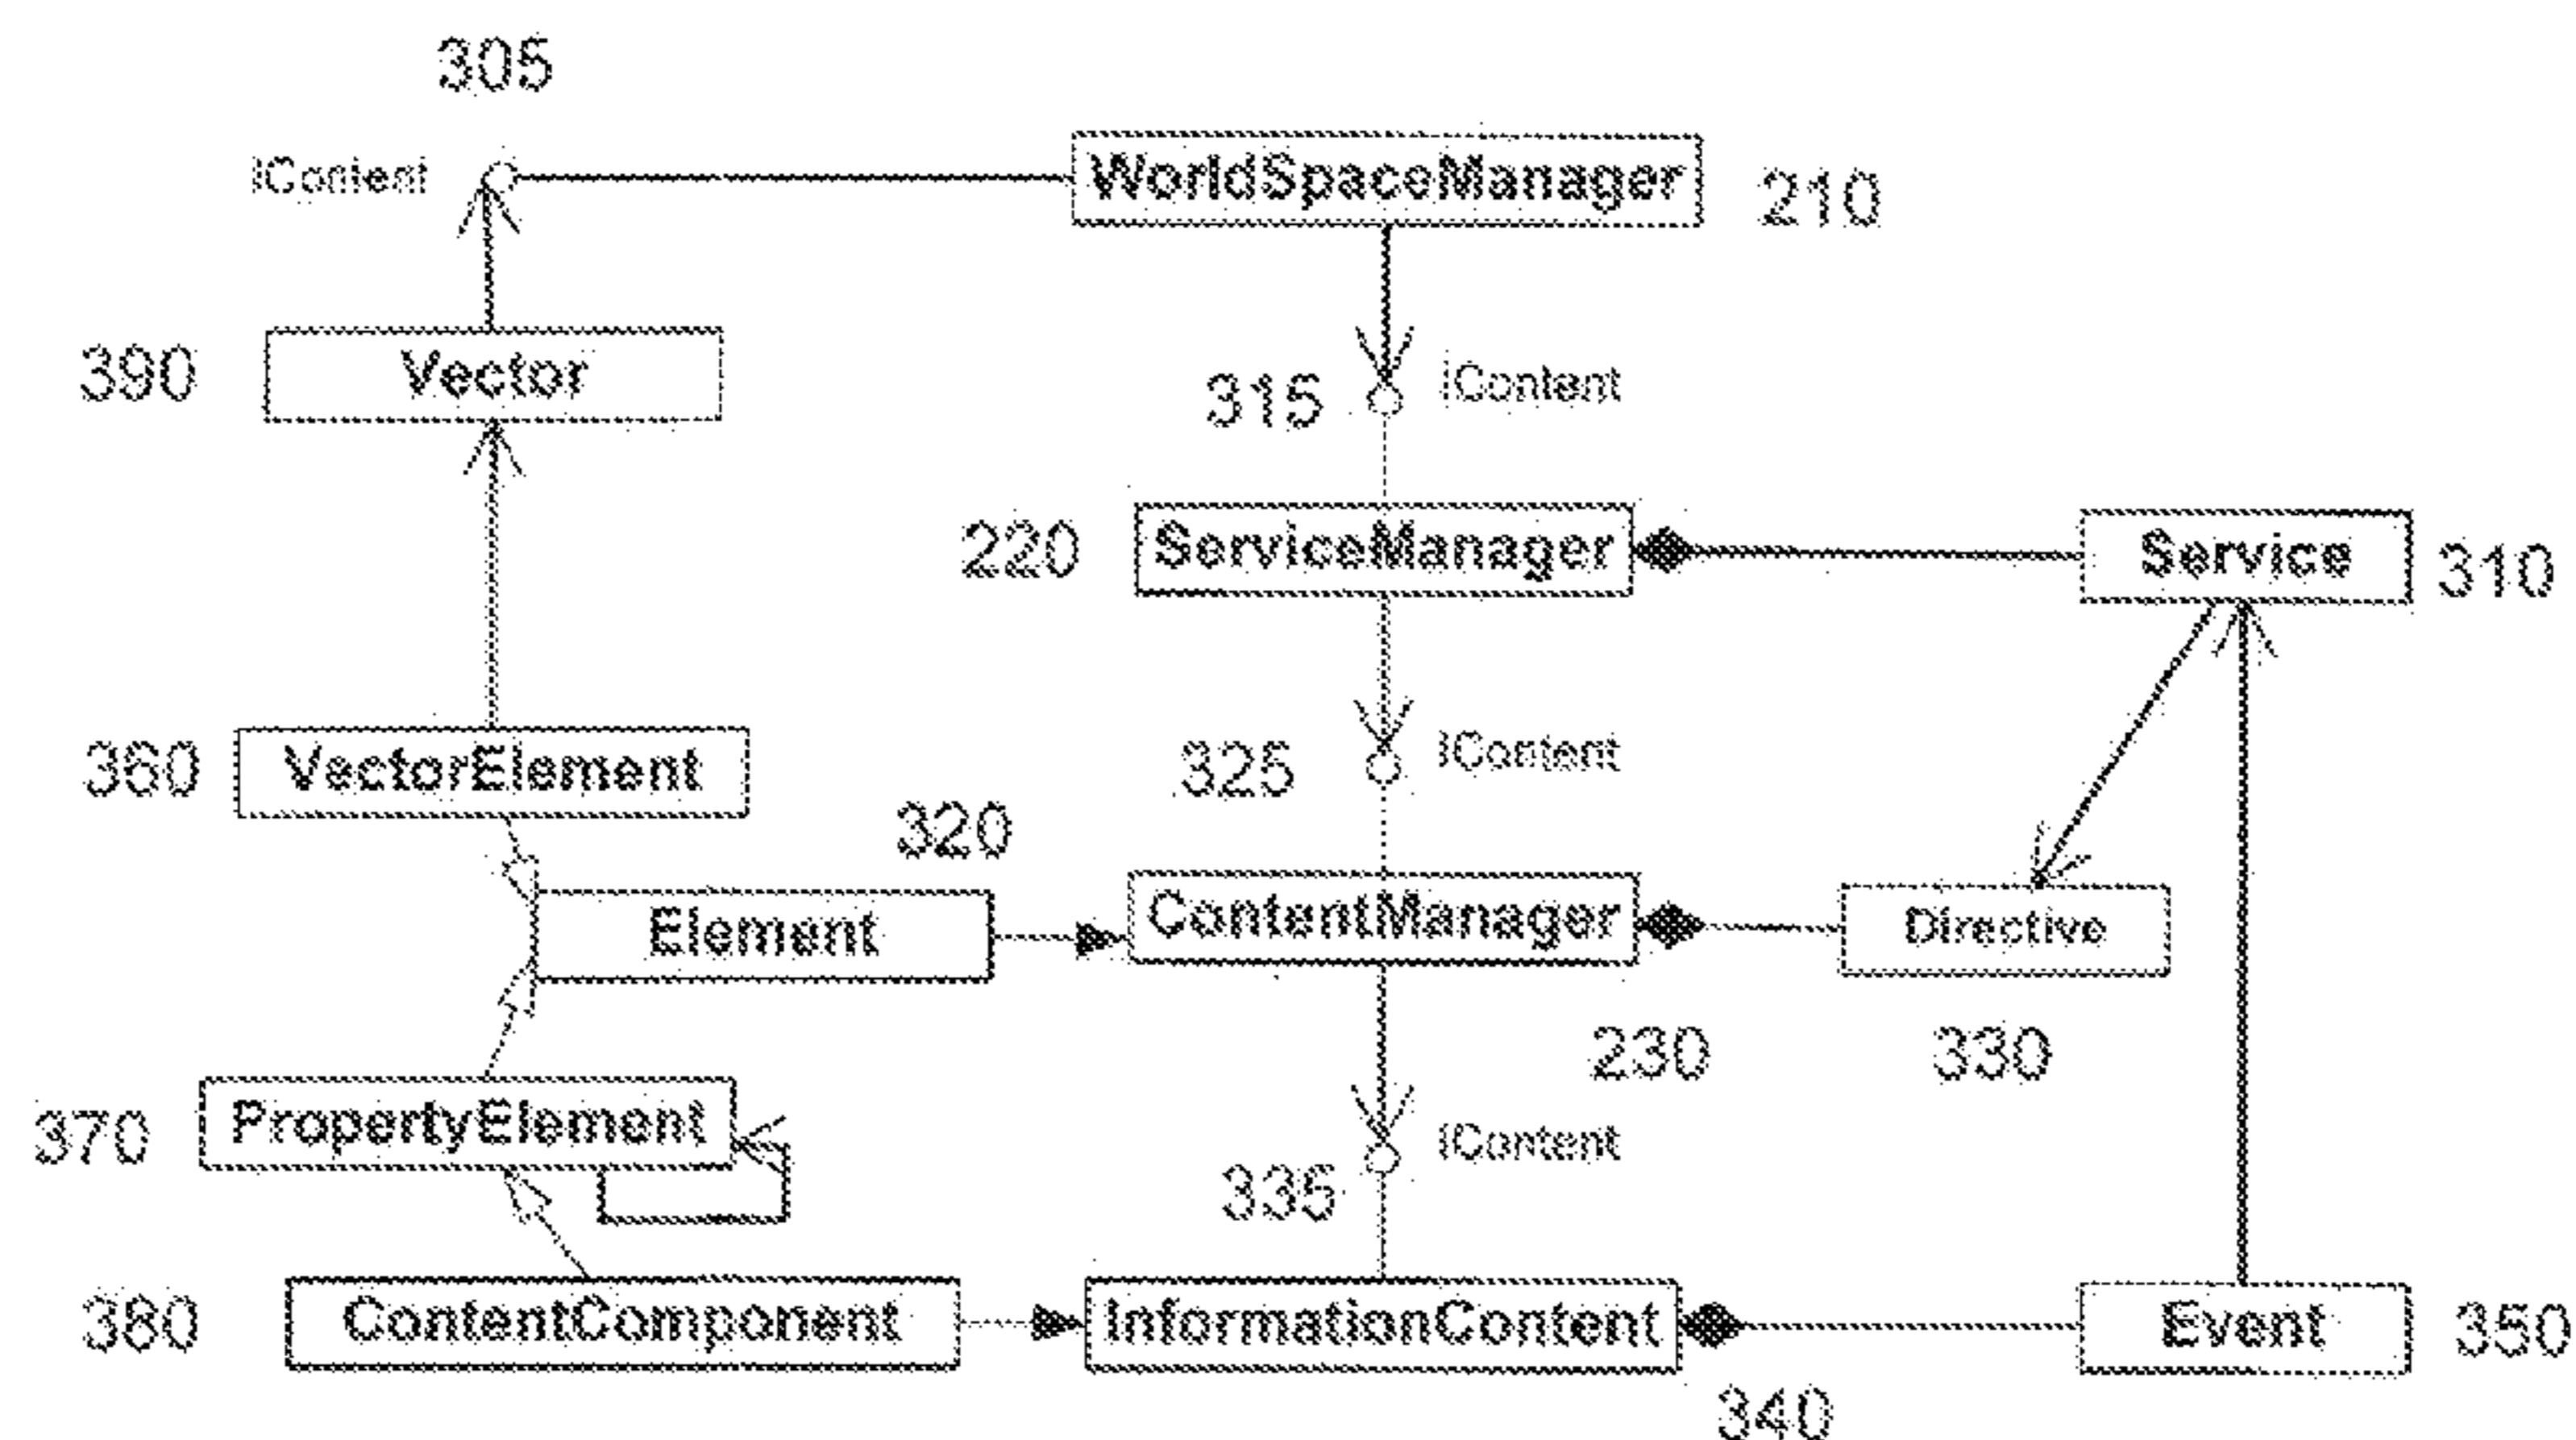 305
IContent
WorldSpaceManager
210
390
Vector
315
IContent
220
ServiceManager
Service
310
360
VectorElement
325
IContent
320
Element
ContentManager
Directive
230
330
370
PropertyElement
335
IContent
380
ContentComponent
InformationContent
Event
350
340